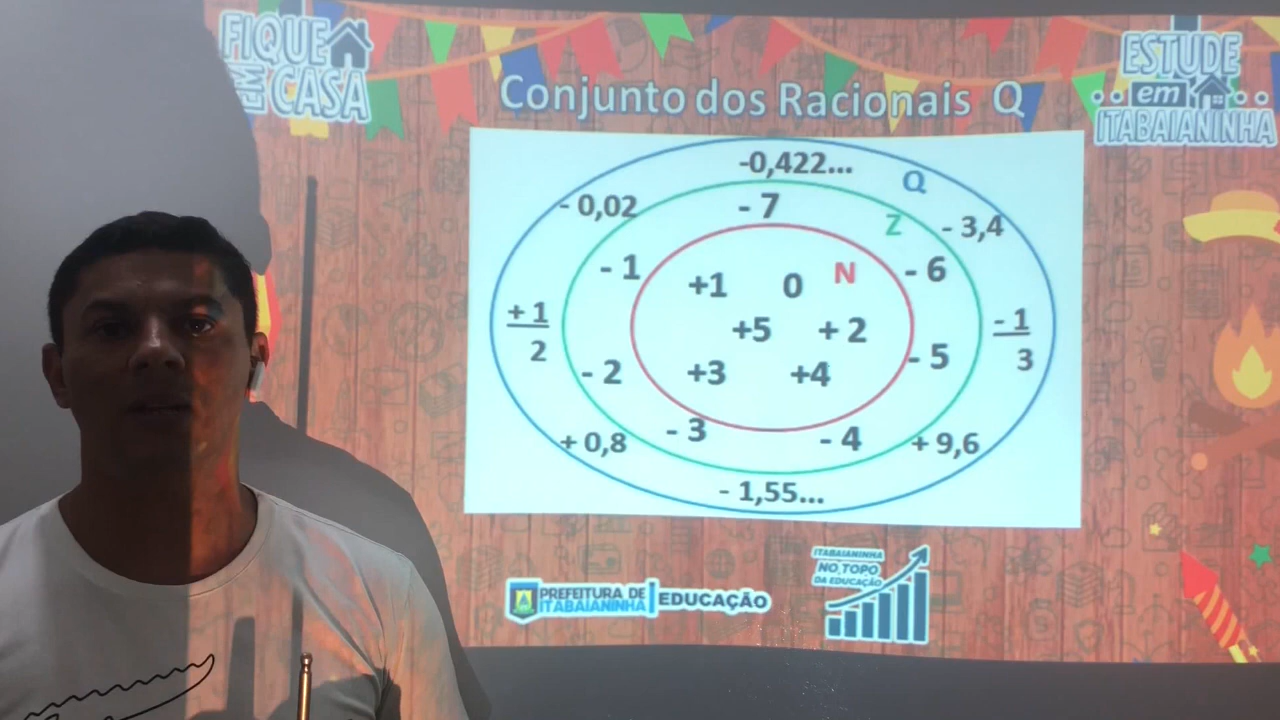 FIQUE
EM
CASA
ESTUDE
em
ITABAIANINHA
Conjunto dos Racionais Q
-0,422...
Q
- 0,02
- 7
Z
- 3,4
- 1
N
- 6
+1
0
+ 1
2
+5
+ 2
- 1
3
- 5
- 2
+3
+4
- 3
- 4
+ 0,8
+ 9,6
- 1,55...
PREFEITURA DE
ITABAIANINHA
EDUCAÇÃO
ITABAIANINHA
NO TOPO
DA EDUCAÇÃO